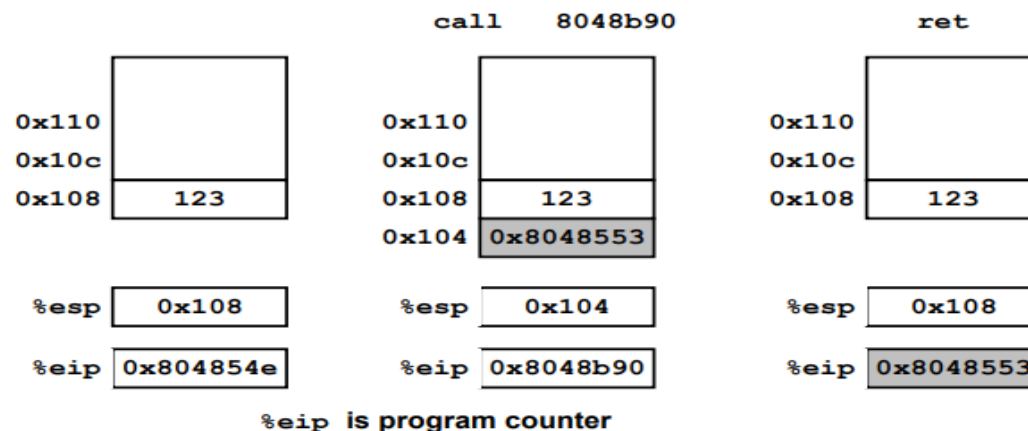 call 8048b90 ret
0x110 0x110 0x110
0x10c 0x10c 0x10c
0x108 123 0x108 123 0x108 123
0x104 0x8048553
%esp 0x108 %esp 0x104 %esp 0x108
%eip 0x804854e %eip 0x8048b90 %eip 0x8048553
%eip is program counter